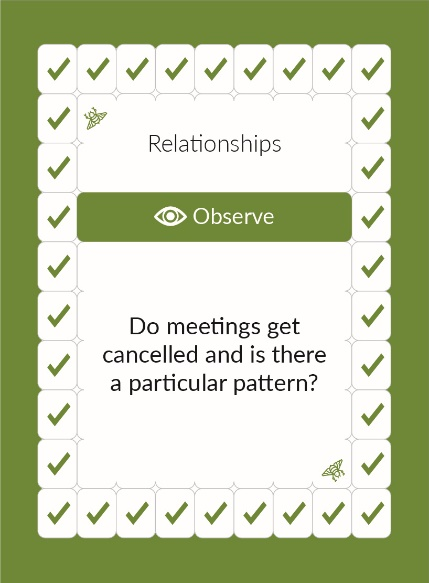 Relationships
Observe
Do meetings get
cancelled and is there
a particular pattern?